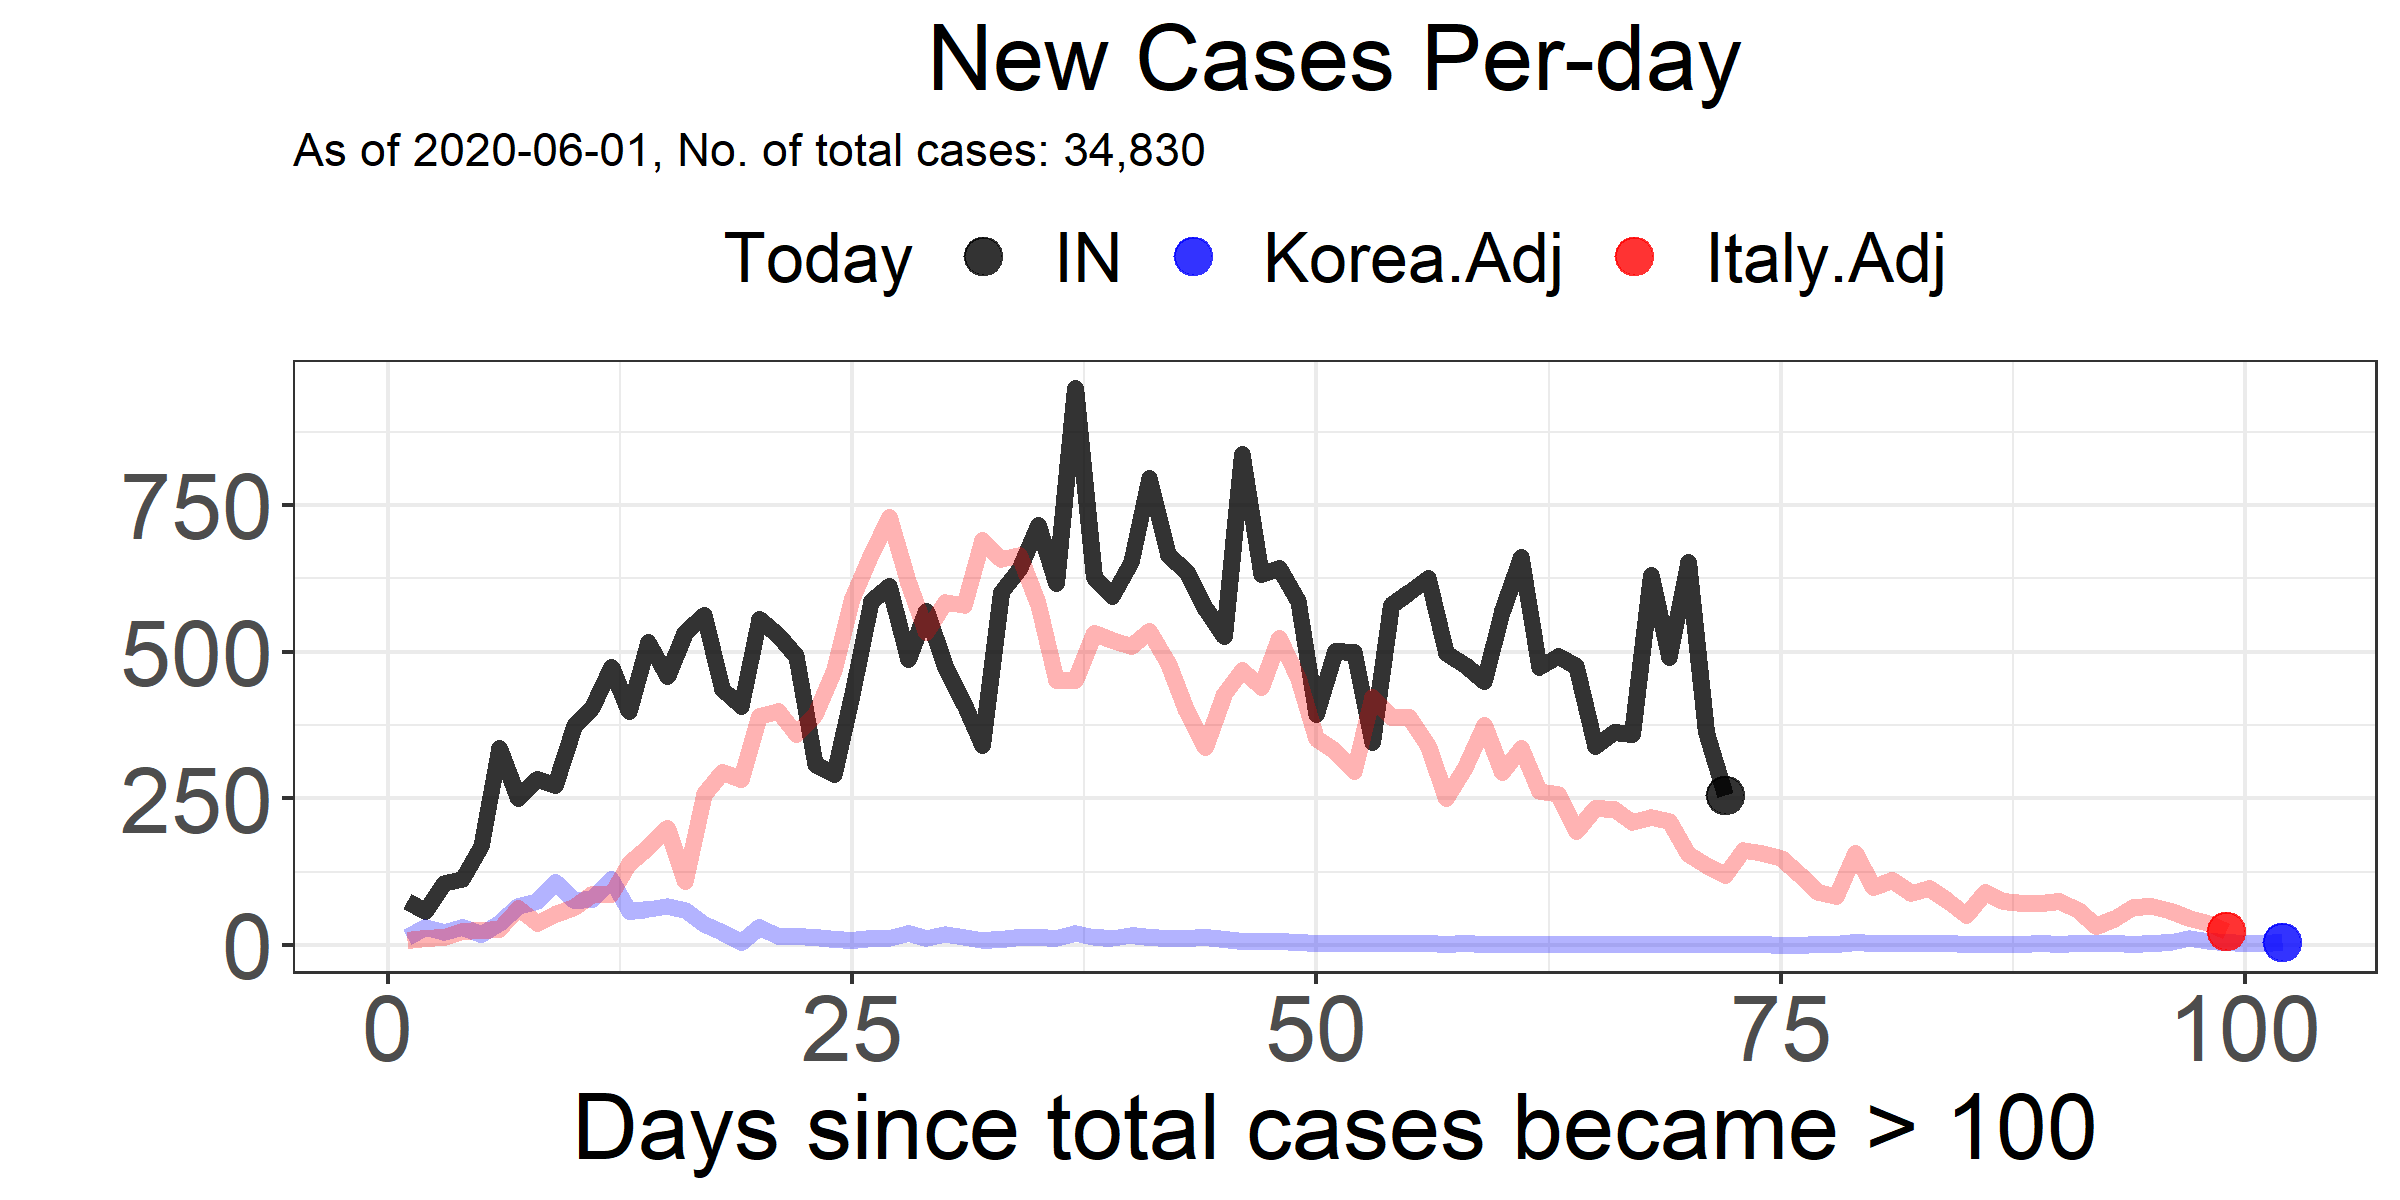 New Cases Per-day
As of 2020-06-01, No. of total cases: 34,830
Today IN Korea.Adj Italy.Adj
750
500
250
0
0 25 50 75 100
Days since total cases became > 100